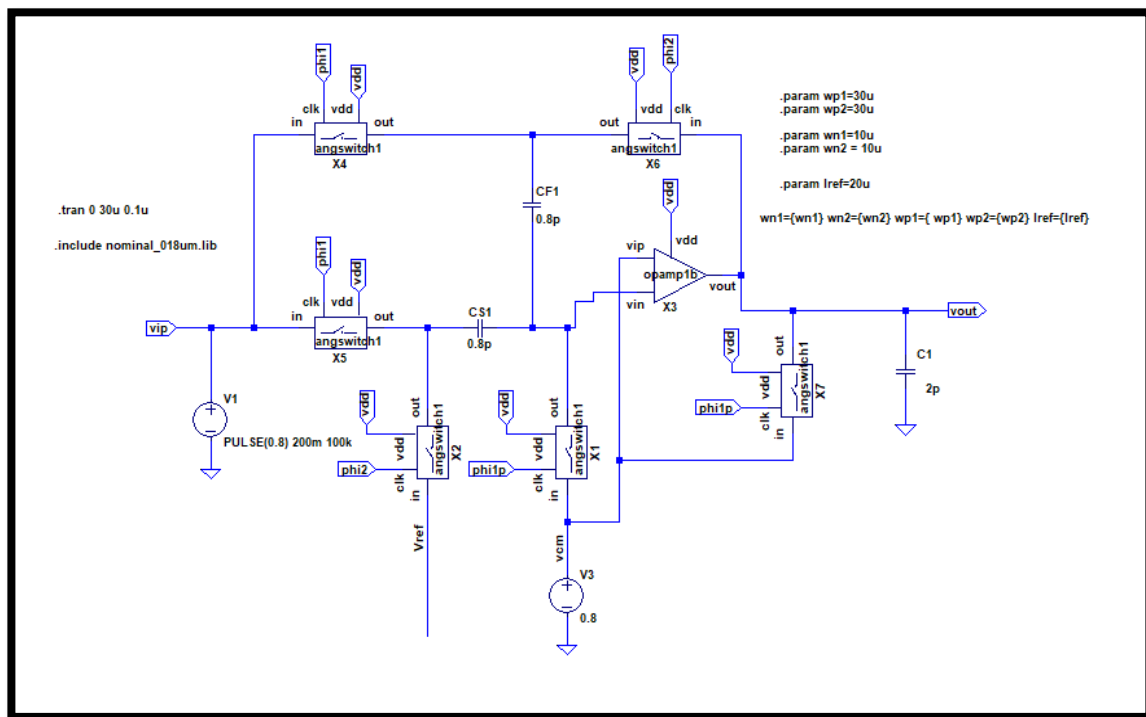 phi1
vdd
vdd
phi2
clk vdd
in
out
angswitch1
X4
vdd
clk
out
in
angswitch1
X6
.param wp1=30u
.param wp2=30u
.param wn1=10u
.param wn2 = 10u
.param Iref=20u
wn1={wn1} wn2={wn2} wp1={ wp1} wp2={wp2} Iref={Iref}
.tran 0 30u 0.1u
.include nominal_018um.lib
CF1
0.8p
vdd
vip
vdd
opamp1b
vin
vout
X3
phi1
vdd
clk vdd
in
out
angswitch1
X5
CS1
0.8p
vip
vout
V1
PULSE(0.8) 200m 100k
vdd
out
vdd
clk
in
angswitch1
X2
phi2
Vref
vdd
out
vdd
clk
in
angswitch1
X1
phi1p
vcm
V3
0.8
vdd
out
vdd
clk
in
angswitch1
X7
phi1p
C1
2p